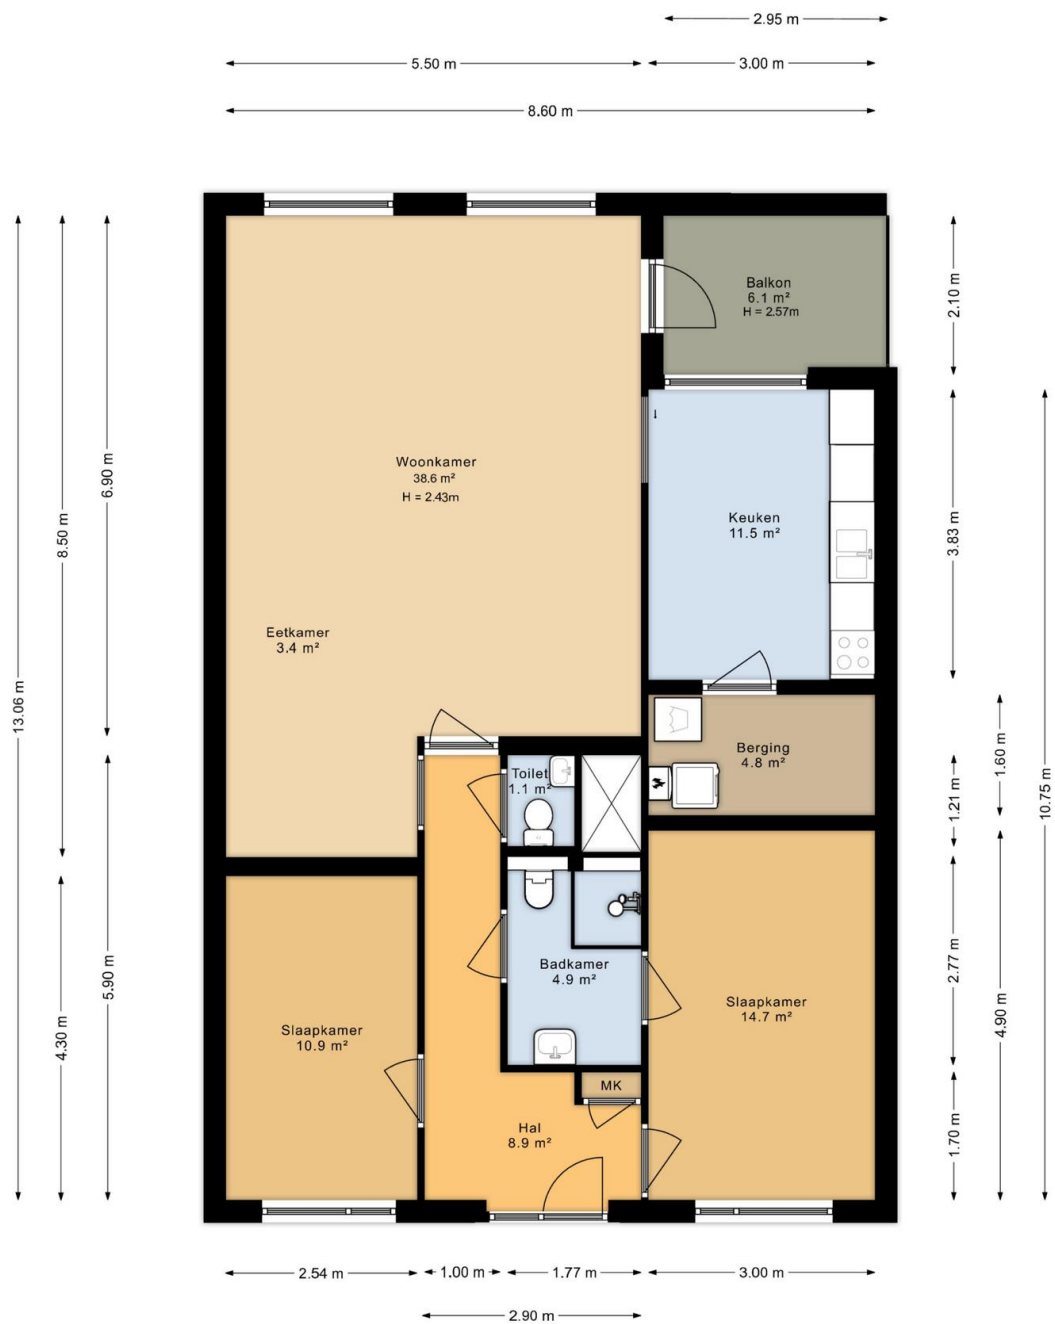 2.95 m
5.50 m
3.00 m
8.60 m
Balkon
6.1 m²
H = 2.57m
2.10 m
Woonkamer
38.6 m²
H = 2.43m
6.90 m
8.50 m
13.06 m
Keuken
11.5 m²
3.83 m
Eetkamer
3.4 m²
Berging
4.8 m²
1.60 m
1.21 m
10.75 m
Toilet
1.1 m²
Badkamer
4.9 m²
2.77 m
5.90 m
4.30 m
Slaapkamer
10.9 m²
Slaapkamer
14.7 m²
4.90 m
MK
Hal
8.9 m²
1.70 m
2.54 m
1.00 m
1.77 m
3.00 m
2.90 m